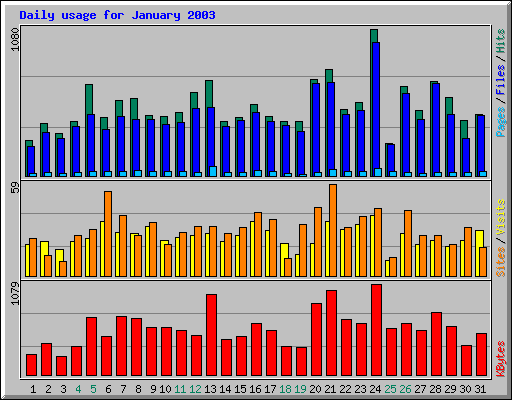 Daily usage for January 2003
1080
Pages / Files / Hits
59
Sites / Visits
1079
KBytes
1 2 3 4 5 6 7 8 9 10 11 12 13 14 15 16 17 18 19 20 21 22 23 24 25 26 27 28 29 30 31